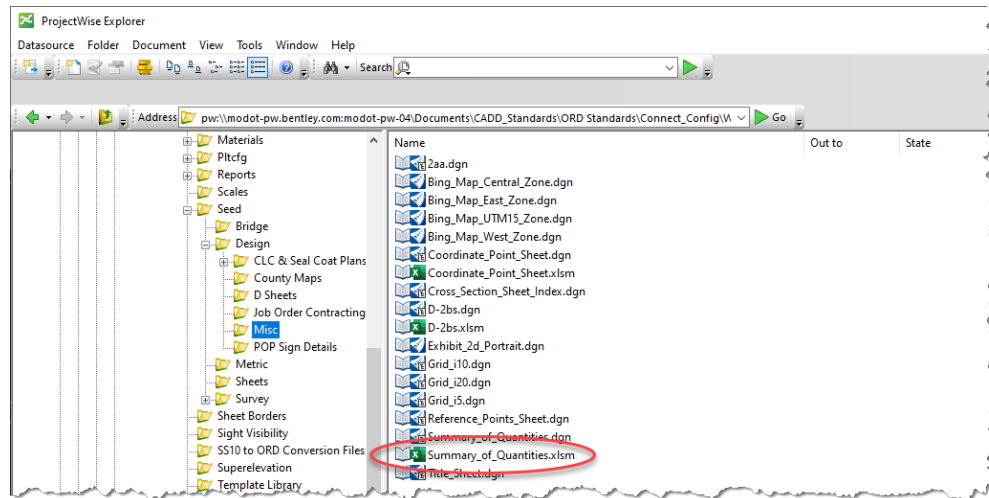 ProjectWise Explorer
Datasource Folder Document View Tools Window Help
Search
Address pw:\\modot-pw.bentley.com:modot-pw-04\Documents\CADD_Standards\ORD Standards\Connect_Config\W Go
Materials
Pltcfg
Reports
Scales
Seed
Bridge
Design
CLC & Seal Coat Plans
County Maps
D Sheets
Job Order Contracting
Misc
POP Sign Details
Metric
Sheets
Survey
Sheet Borders
Sight Visibility
SS10 to ORD Conversion Files
Superelevation
Template Library
Name Out to State
2aa.dgn
Bing_Map_Central_Zone.dgn
Bing_Map_East_Zone.dgn
Bing_Map_UTM15_Zone.dgn
Bing_Map_West_Zone.dgn
Coordinate_Point_Sheet.dgn
Coordinate_Point_Sheet.xlsm
Cross_Section_Sheet_Index.dgn
D-2bs.dgn
D-2bs.xlsm
Exhibit_2d_Portrait.dgn
Grid_i10.dgn
Grid_i20.dgn
Grid_i5.dgn
Reference_Points_Sheet.dgn
Summary_of_Quantities.dgn
Summary_of_Quantities.xlsm
Title_Sheet.dgn